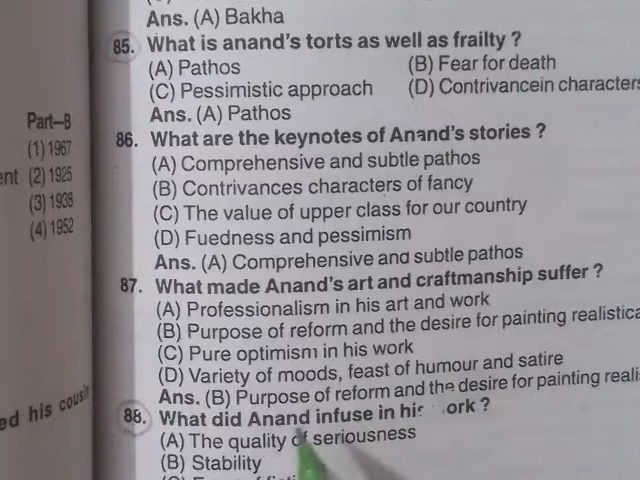 Ans. (A) Bakha
85. What is anand's torts as well as frailty ?
(A) Pathos (B) Fear for death
(C) Pessimistic approach (D) Contrivancein characters
Ans. (A) Pathos
86. What are the keynotes of Anand's stories ?
(A) Comprehensive and subtle pathos
(B) Contrivances characters of fancy
(C) The value of upper class for our country
(D) Fuedness and pessimism
Ans. (A) Comprehensive and subtle pathos
87. What made Anand's art and craftmanship suffer ?
(A) Professionalism in his art and work
(B) Purpose of reform and the desire for painting realistica
(C) Pure optimism in his work
(D) Variety of moods, feast of humour and satire
Ans. (B) Purpose of reform and the desire for painting reali
88. What did Anand infuse in his ork ?
(A) The quality of seriousness
(B) Stability
Part–B
(1) 1967
ent (2) 1925
(3) 1938
(4) 1952
ed his cousin